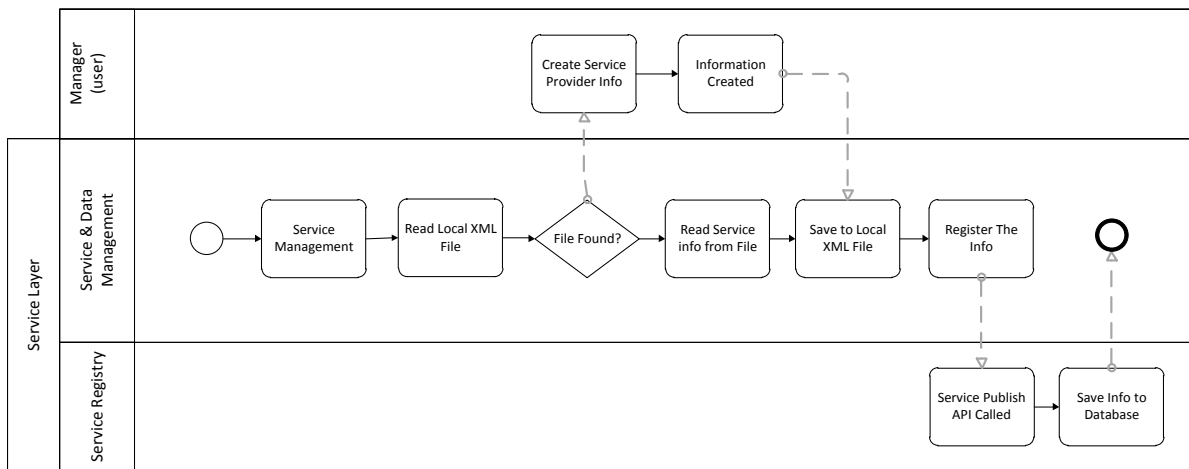 Manager
(user)
Create Service
Provider Info
Information
Created
Service Layer
Service & Data
Management
Service
Management
Read Local XML
File
File Found?
Read Service
info from File
Save to Local
XML File
Register The
Info
Service Registry
Service Publish
API Called
Save Info to
Database